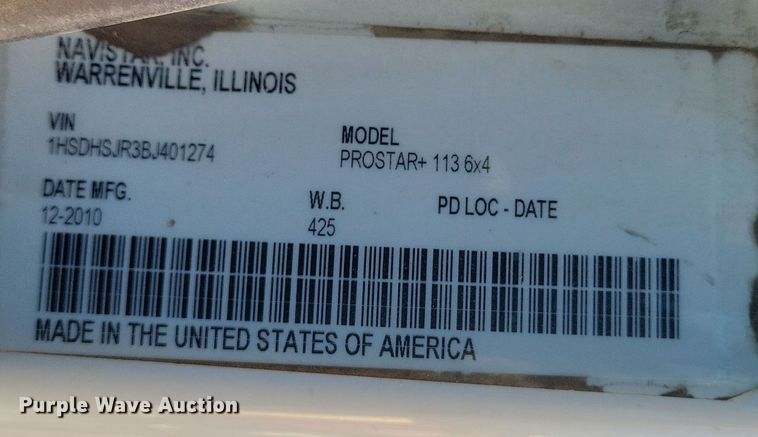 NAVISTAR, INC.
WARRENVILLE, ILLINOIS
VIN
1HSDHSJR3BJ401274
MODEL
PROSTAR+ 113 6x4
DATE MFG.
12-2010
W.B.
425
PD LOC - DATE
MADE IN THE UNITED STATES OF AMERICA
Purple Wave Auction